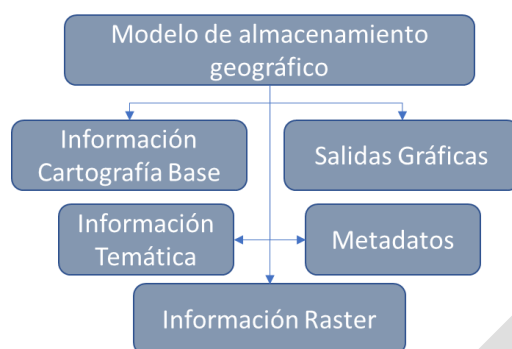 Modelo de almacenamiento
geográfico
Información
Cartografía Base
Salidas Gráficas
Información
Temática
Metadatos
Información Raster